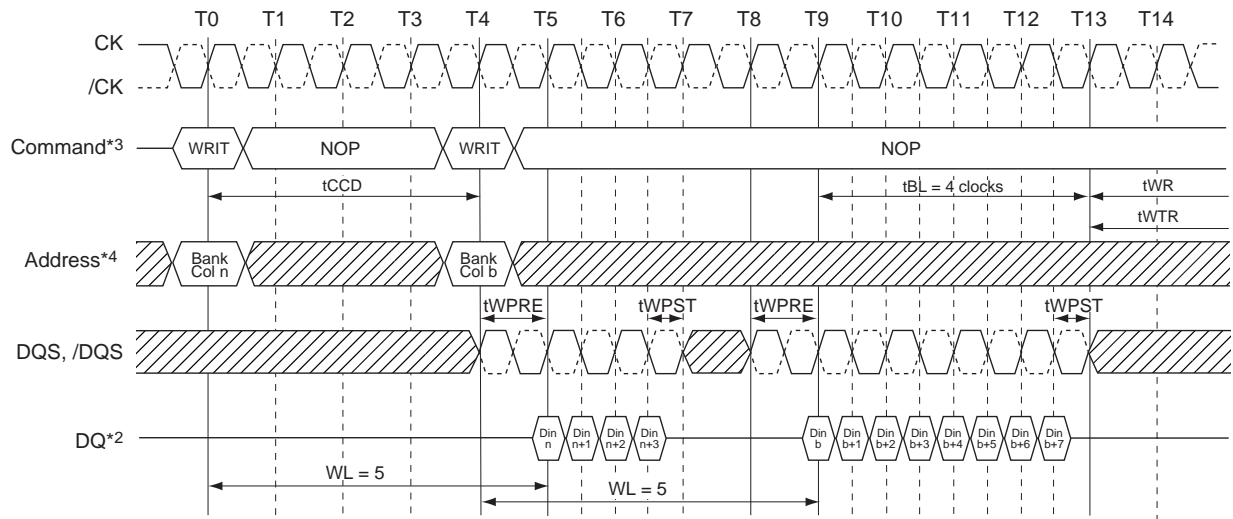 T0 T1 T2 T3 T4 T5 T6 T7 T8 T9 T10 T11 T12 T13 T14
CK
/CK
Command*3 WRIT NOP WRIT NOP
tCCD tBL = 4 clocks tWR
tWTR
Address*4 Bank Col n Bank Col b
tWPRE tWPST tWPRE tWPST
DQS, /DQS
DQ*2 Din n Din n+1 Din n+2 Din n+3 Din b Din b+1 Din b+2 Din b+3 Din b+4 Din b+5 Din b+6 Din b+7
WL = 5
WL = 5